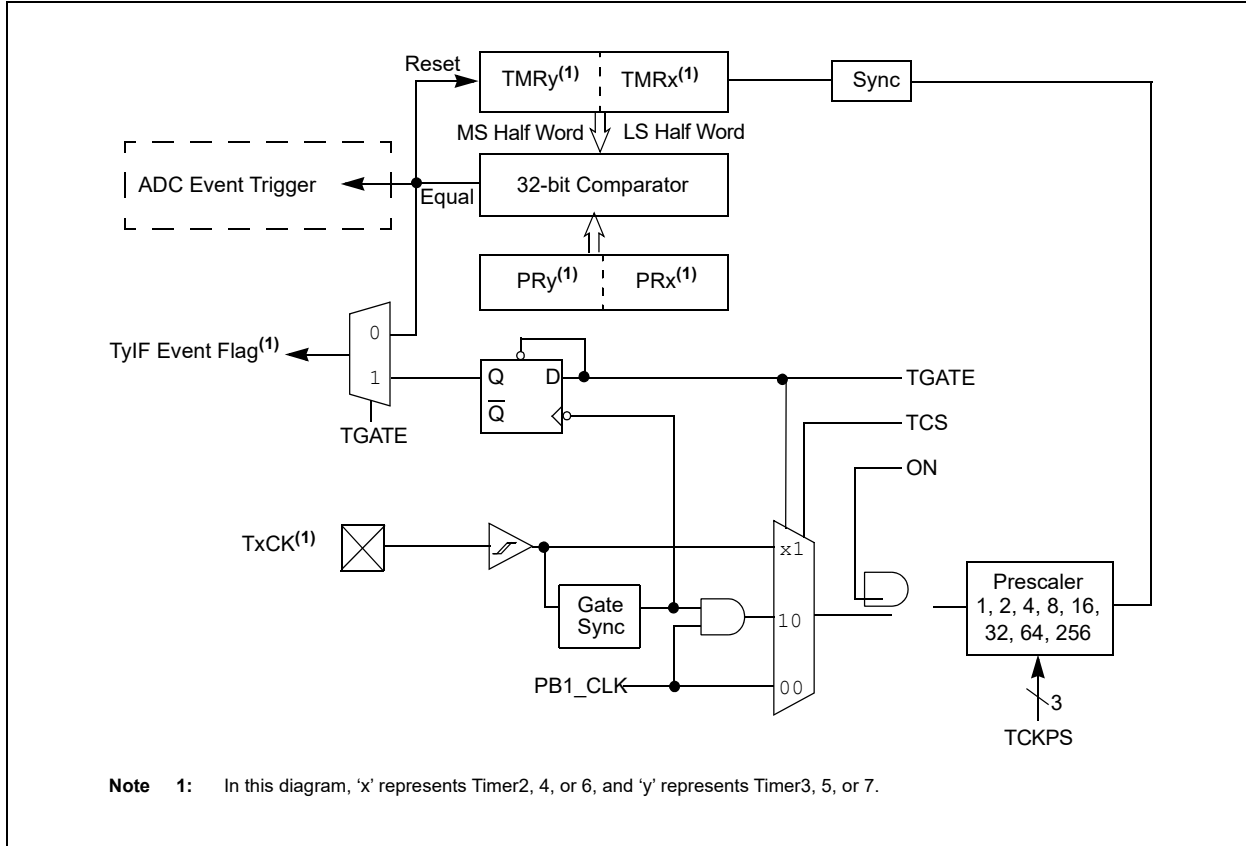 Reset
TMRy(1) TMRx(1)
Sync
MS Half Word LS Half Word
ADC Event Trigger
Equal
32-bit Comparator
PRy(1) PRx(1)
0
TyIF Event Flag(1)
1
Q D
Q̅
TGATE
TGATE
TCS
ON
TxCK(1)
x1
Gate
Sync
10
Prescaler
1, 2, 4, 8, 16,
32, 64, 256
PB1_CLK
00
3
TCKPS
Note 1: In this diagram, ‘x’ represents Timer2, 4, or 6, and ‘y’ represents Timer3, 5, or 7.